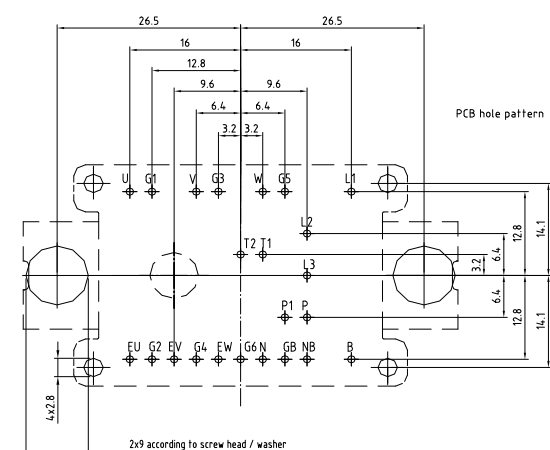 26.5 26.5
16 16
12.8
9.6 9.6
6.4 6.4
3.2 3.2
PCB hole pattern
U G1 V G3 W G5 L1
L2
T2 T1
L3
P1 P
EU G2 EV G4 EW G6 N GB NB B
3.2
6.4
12.8
14.1
6.4
12.8
14.1
4x2.8
2x9 according to screw head / washer